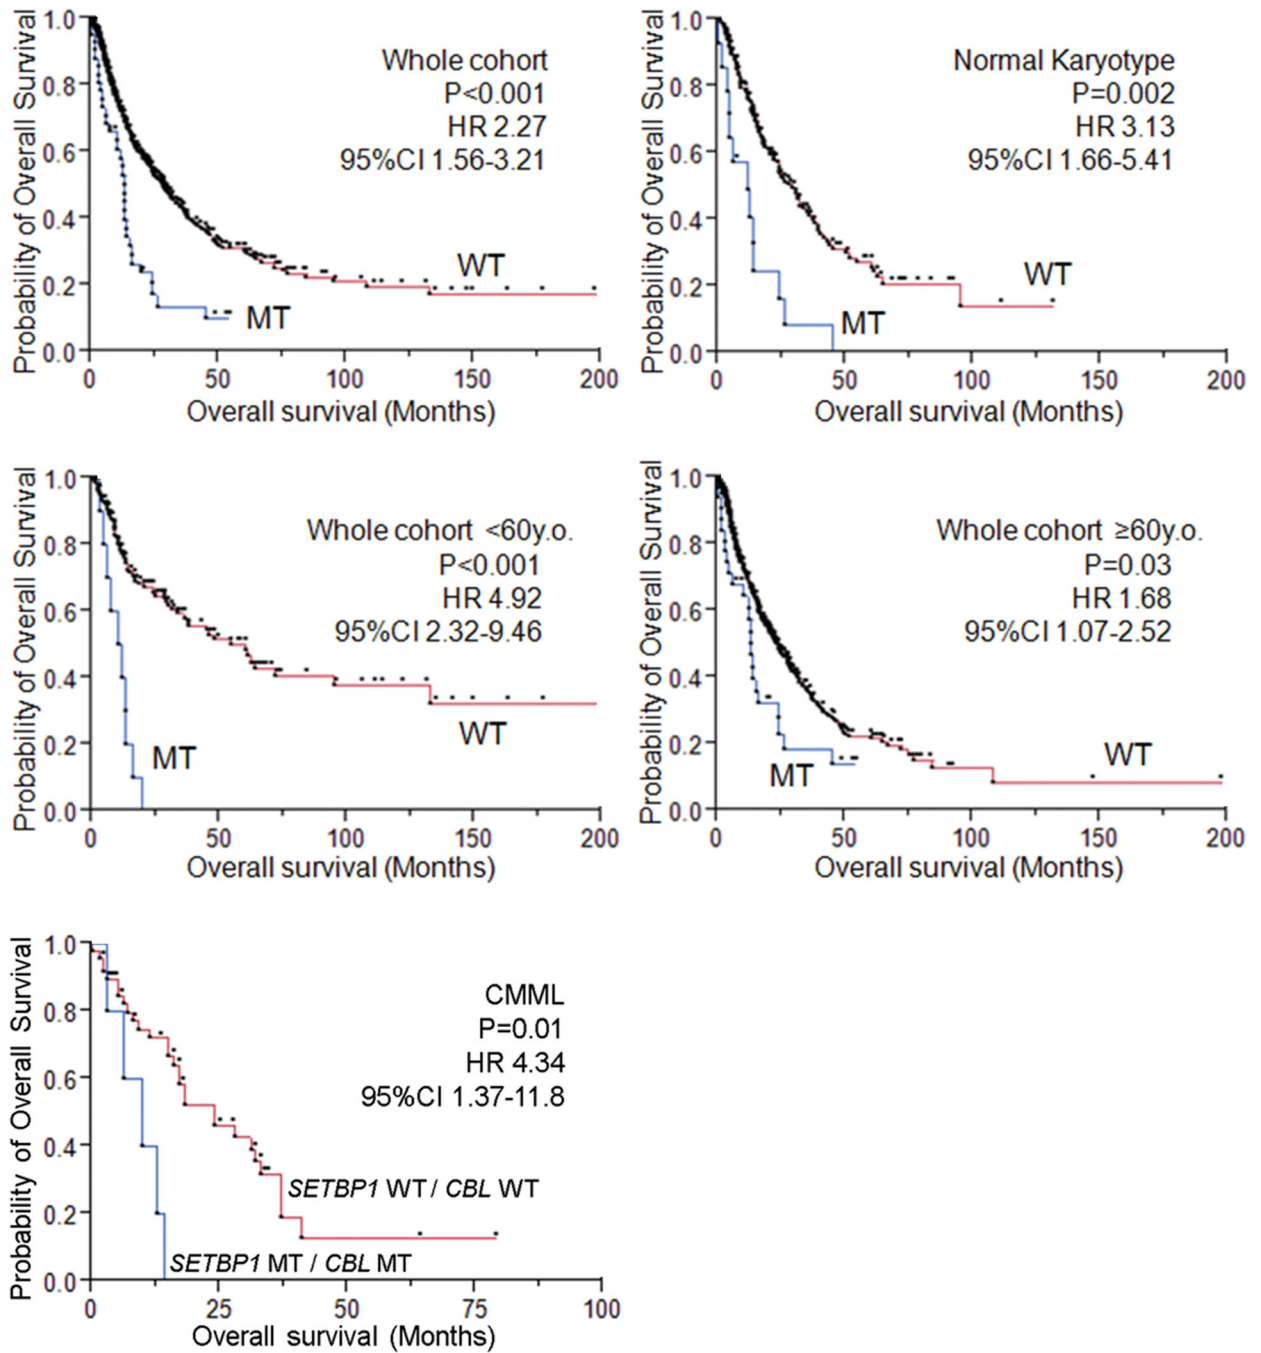 Probability of Overall Survival
1.0
0.8
0.6
0.4
0.2
0.0
Whole cohort
P<0.001
HR 2.27
95%CI 1.56-3.21
WT
MT
0 50 100 150 200
Overall survival (Months)
Probability of Overall Survival
1.0
0.8
0.6
0.4
0.2
0.0
Normal Karyotype
P=0.002
HR 3.13
95%CI 1.66-5.41
WT
MT
0 50 100 150 200
Overall survival (Months)
Probability of Overall Survival
1.0
0.8
0.6
0.4
0.2
0.0
Whole cohort <60y.o.
P<0.001
HR 4.92
95%CI 2.32-9.46
WT
MT
0 50 100 150 200
Overall survival (Months)
Probability of Overall Survival
1.0
0.8
0.6
0.4
0.2
0.0
Whole cohort ≥60y.o.
P=0.03
HR 1.68
95%CI 1.07-2.52
WT
MT
0 50 100 150 200
Overall survival (Months)
Probability of Overall Survival
1.0
0.8
0.6
0.4
0.2
0.0
CMML
P=0.01
HR 4.34
95%CI 1.37-11.8
SETBP1 WT / CBL WT
SETBP1 MT / CBL MT
0 25 50 75 100
Overall survival (Months)